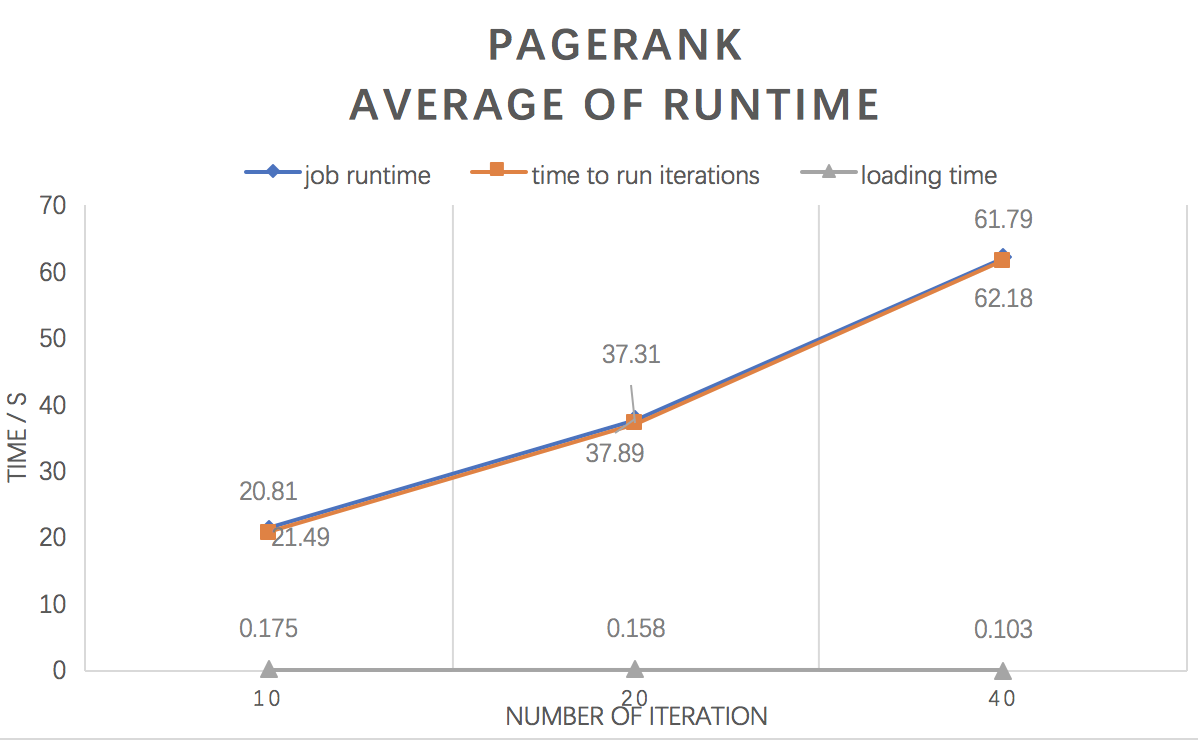 PAGERANK
AVERAGE OF RUNTIME
job runtime time to run iterations loading time
70
60
50
40
30
20
10
0
TIME / S
61.79
62.18
37.31
37.89
20.81
21.49
0.175 0.158 0.103
10 20 40
NUMBER OF ITERATION